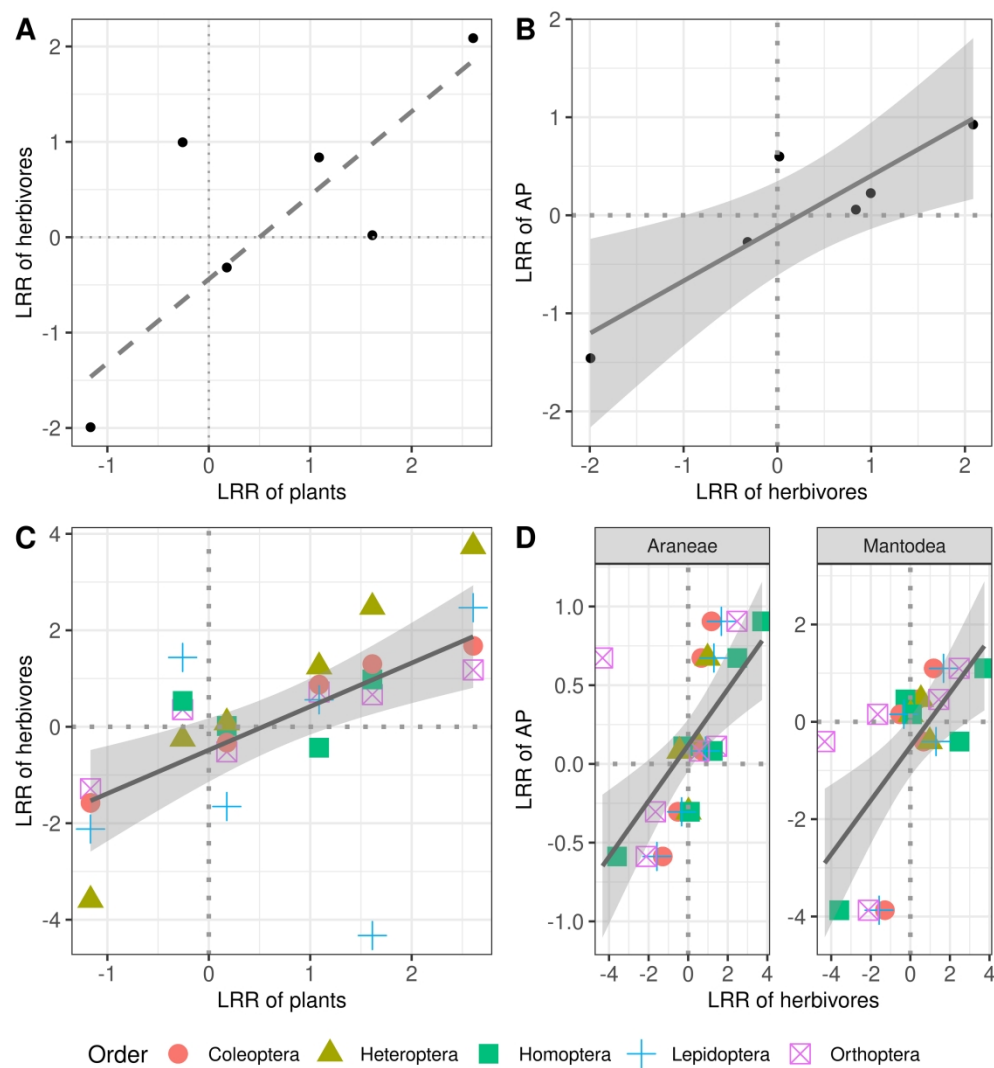 A
2
1
0
-1
-2
LRR of herbivores
-1 0 1 2
LRR of plants
B
2
1
0
-1
-2
LRR of AP
-2 -1 0 1 2
LRR of herbivores
C
4
2
0
-2
-4
LRR of herbivores
-1 0 1 2
LRR of plants
D
Araneae
Mantodea
1.0
0.5
0.0
-0.5
-1.0
LRR of AP
-4 -2 0 2 4
2
0
-2
-4
-4 -2 0 2 4
LRR of herbivores
Order Coleoptera Heteroptera Homoptera Lepidoptera Orthoptera